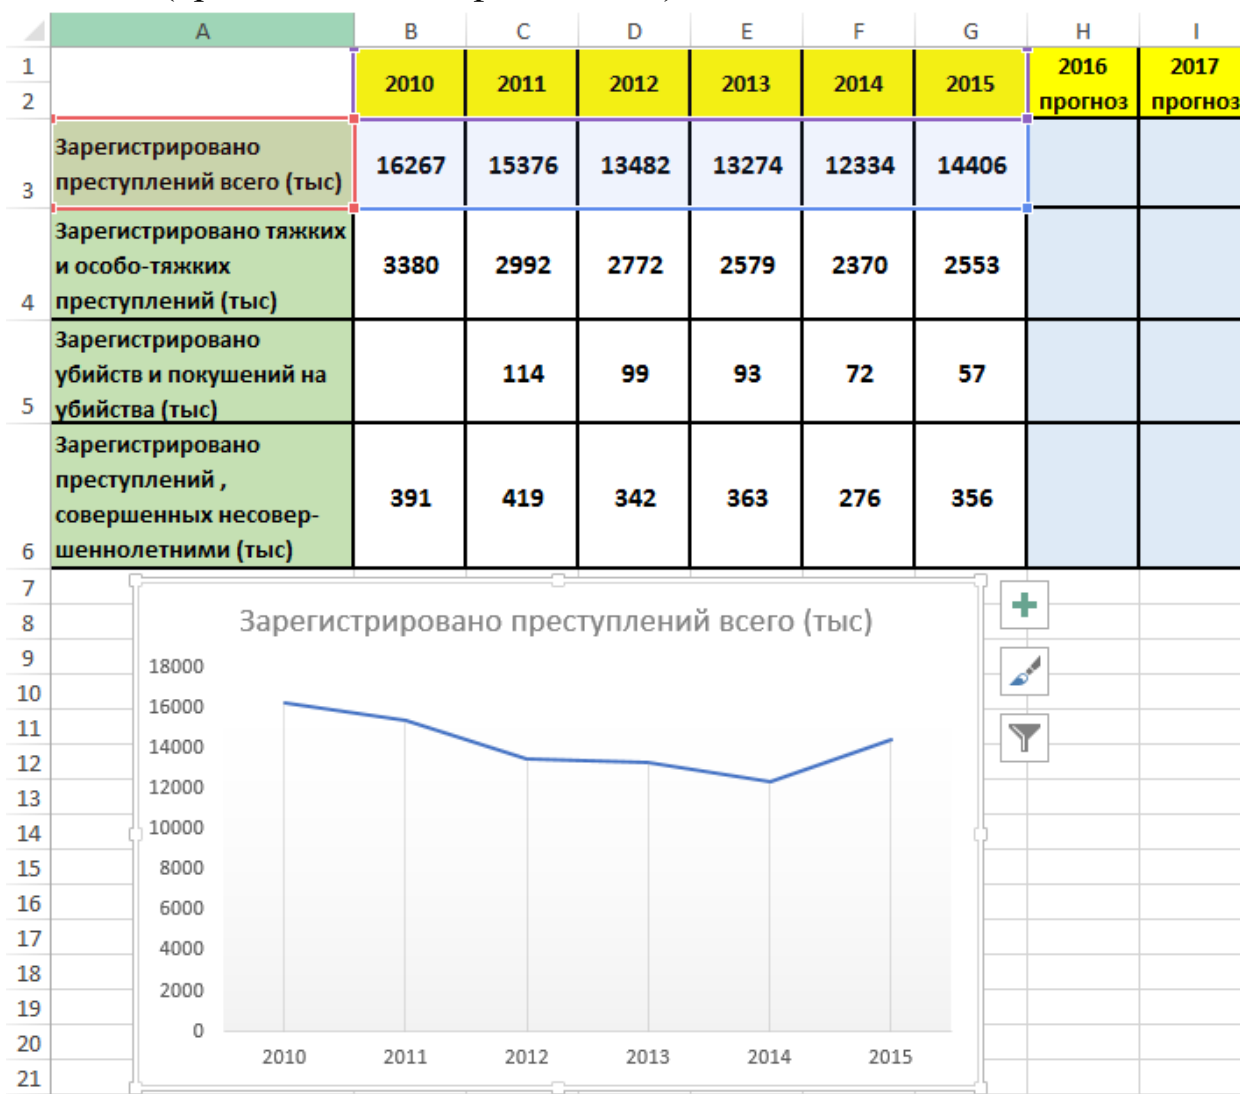 A B C D E F G H I
1 2010 2011 2012 2013 2014 2015 2016 2017
2 прогноз прогноз
Зарегистрировано
3 преступлений всего (тыс) 16267 15376 13482 13274 12334 14406
Зарегистрировано тяжких
и особо-тяжких 3380 2992 2772 2579 2370 2553
4 преступлений (тыс)
Зарегистрировано
убийств и покушений на 114 99 93 72 57
5 убийства (тыс)
Зарегистрировано
преступлений ,
совершенных несовер- 391 419 342 363 276 356
6 шеннолетними (тыс)
7
8 Зарегистрировано преступлений всего (тыс)
9 18000
10 16000
11 14000
12 12000
13
14 10000
15 8000
16 6000
17 4000
18 2000
19 0
20 2010 2011 2012 2013 2014 2015
21